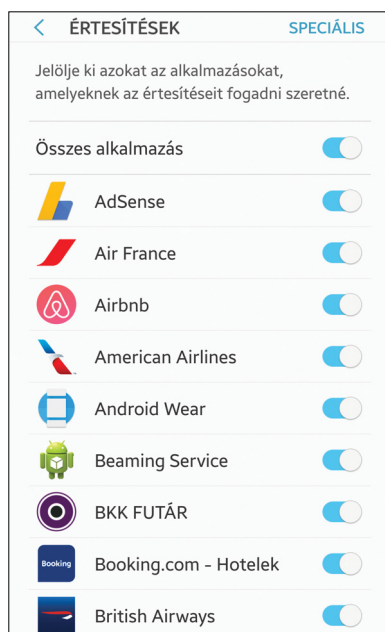 ÉRTESÍTÉSEK SPECIÁLIS
Jelölje ki azokat az alkalmazásokat,
amelyeknek az értesítéseit fogadni szeretné.
Összes alkalmazás
AdSense
Air France
Airbnb
American Airlines
Android Wear
Beaming Service
BKK FUTÁR
Booking Booking.com - Hotelek
British Airways